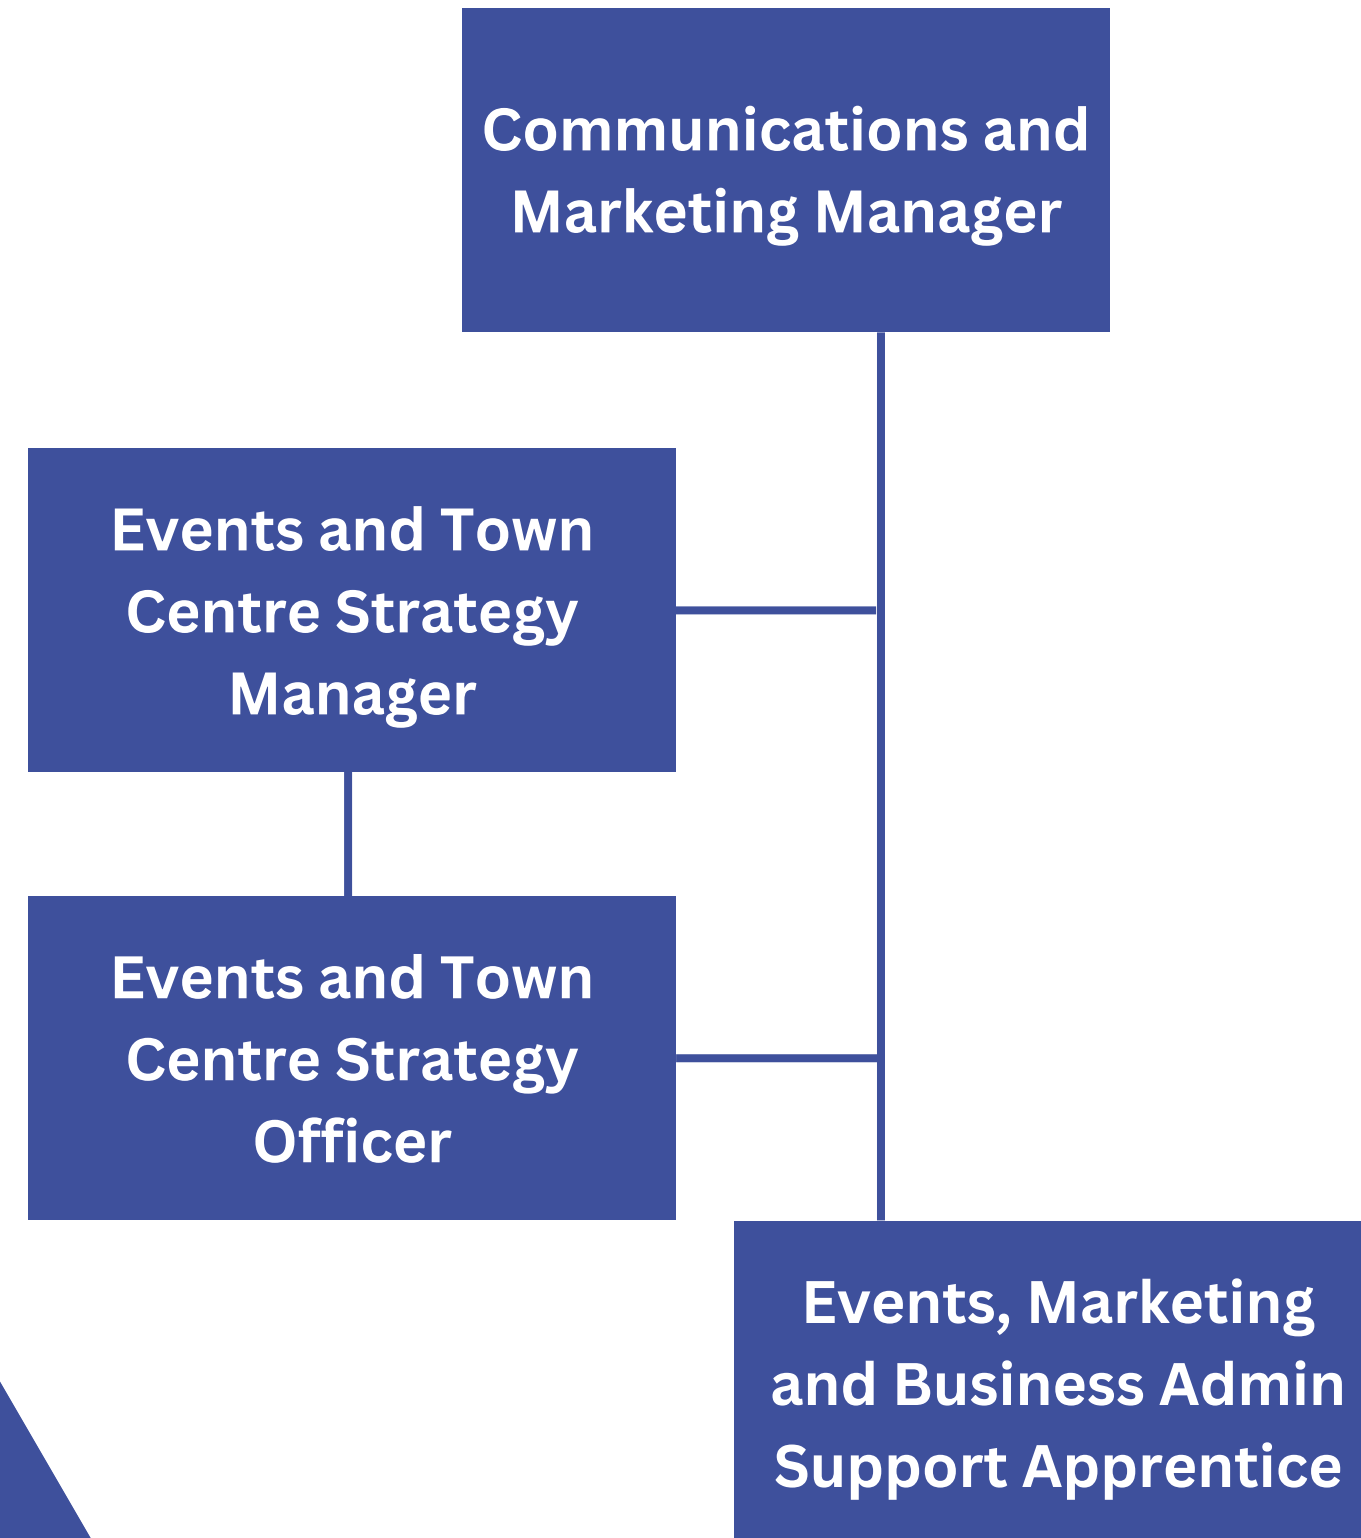 Communications and
Marketing Manager
Events and Town
Centre Strategy
Manager
Events and Town
Centre Strategy
Officer
Events, Marketing
and Business Admin
Support Apprentice